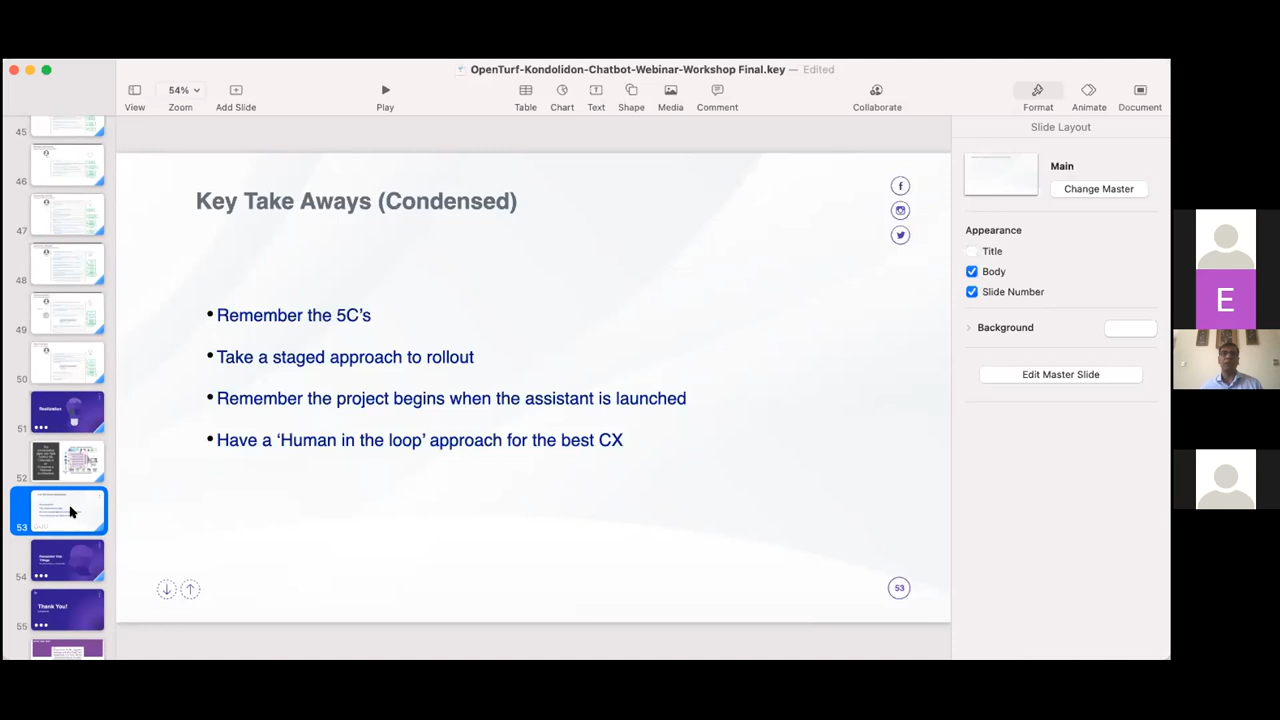 OpenTurf-Kondolidon-Chatbot-Webinar-Workshop Final.key — Edited
View
54%
Zoom
Add Slide
Play
Table
Chart
Text
Shape
Media
Comment
Collaborate
Format
Animate
Document
45
46
47
48
49
50
51
Realization
52
53
54
55
Thank You!
Key Take Aways (Condensed)
• Remember the 5C's
• Take a staged approach to rollout
• Remember the project begins when the assistant is launched
• Have a ‘Human in the loop’ approach for the best CX
53
Slide Layout
Main
Change Master
Appearance
Title
Body
Slide Number
Background
Edit Master Slide
E